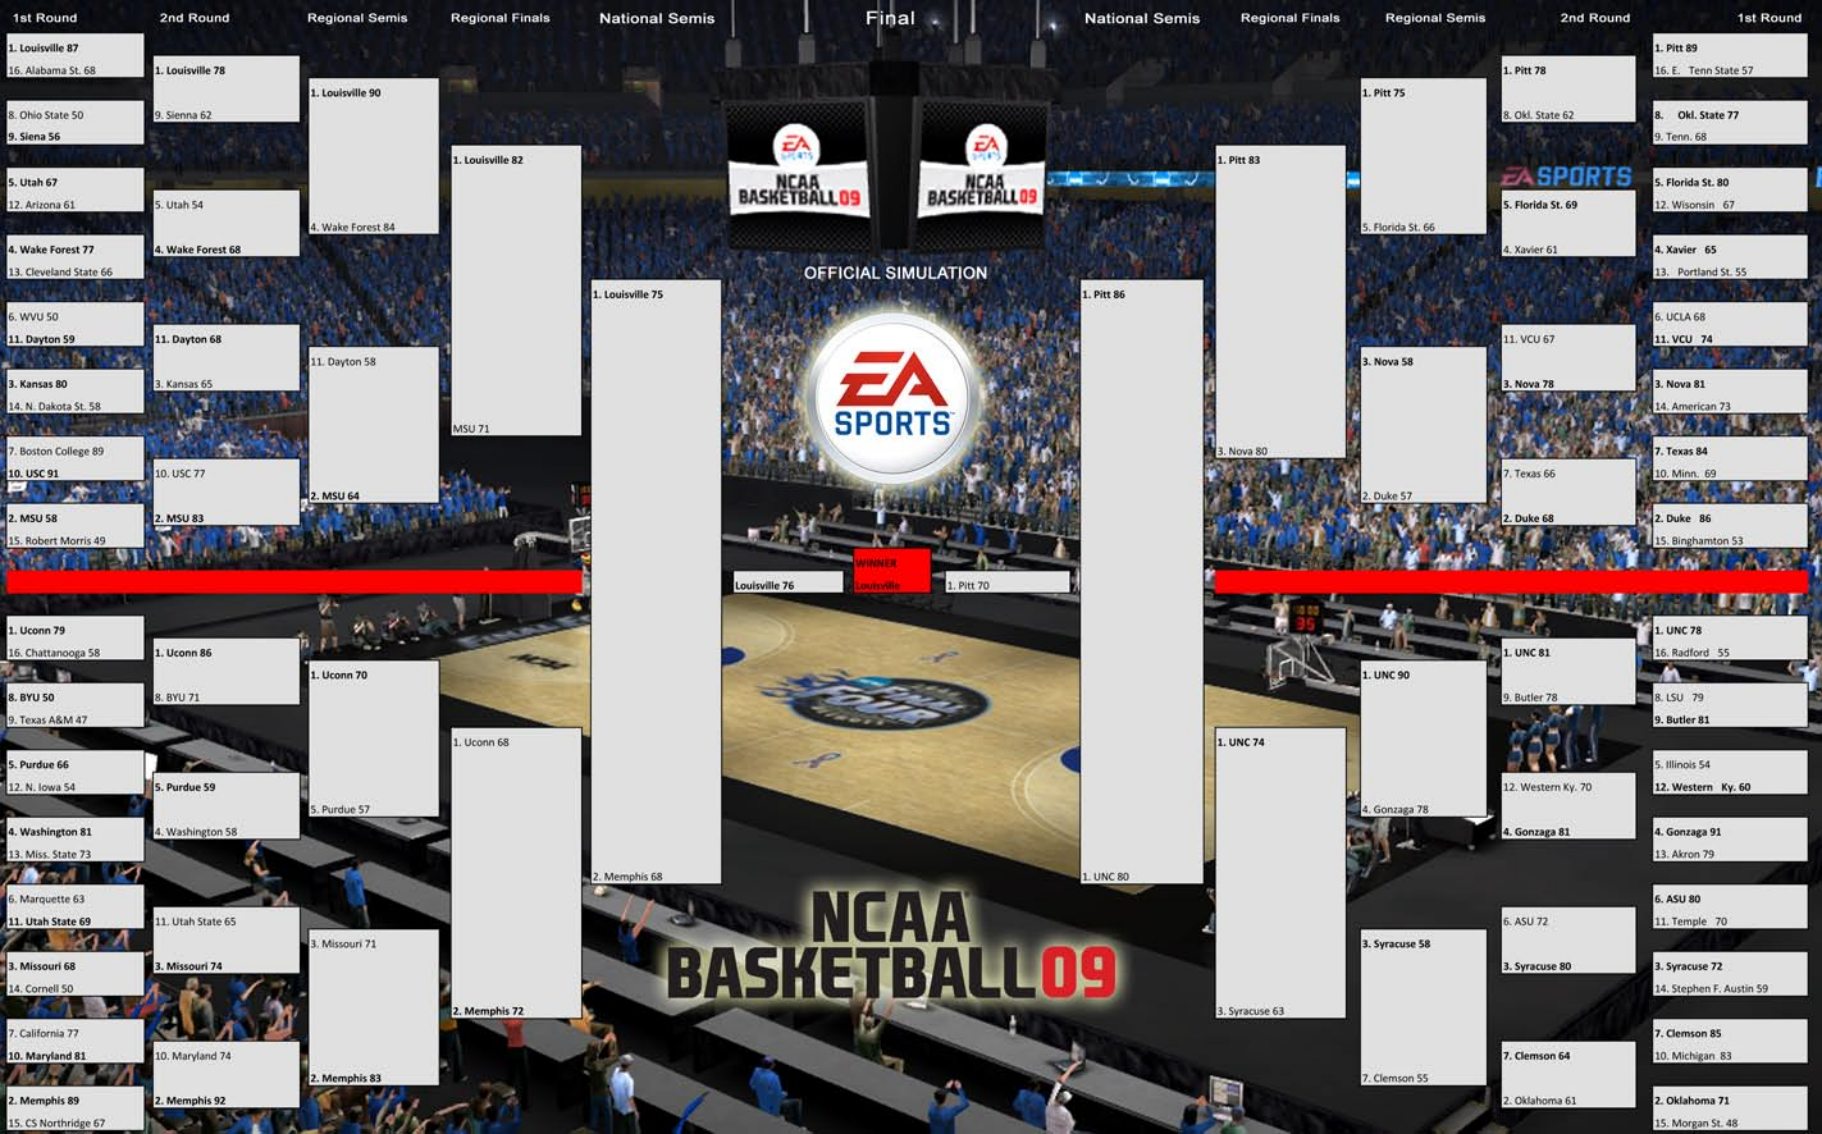 1st Round
2nd Round
Regional Semis
Regional Finals
National Semis
Final
National Semis
Regional Finals
Regional Semis
2nd Round
1st Round
1. Louisville 87
16. Alabama St. 68
8. Ohio State 50
9. Siena 56
5. Utah 67
12. Arizona 61
4. Wake Forest 77
13. Cleveland State 66
6. WVU 50
11. Dayton 59
3. Kansas 80
14. N. Dakota St. 58
7. Boston College 89
10. USC 91
2. MSU 58
15. Robert Morris 49
1. Uconn 79
16. Chattanooga 58
8. BYU 50
9. Texas A&M 47
5. Purdue 66
12. N. Iowa 54
4. Washington 81
13. Miss. State 73
6. Marquette 63
11. Utah State 69
3. Missouri 68
14. Cornell 50
7. California 77
10. Maryland 81
2. Memphis 89
15. CS Northridge 67
1. Louisville 78
9. Sienna 62
5. Utah 54
4. Wake Forest 68
11. Dayton 68
3. Kansas 65
10. USC 77
2. MSU 83
1. Uconn 86
8. BYU 71
5. Purdue 59
4. Washington 58
11. Utah State 65
3. Missouri 74
10. Maryland 74
2. Memphis 92
1. Louisville 90
4. Wake Forest 84
11. Dayton 58
2. MSU 64
1. Uconn 70
5. Purdue 57
3. Missouri 71
2. Memphis 83
1. Louisville 82
MSU 71
1. Uconn 68
2. Memphis 72
1. Louisville 75
2. Memphis 68
EA
SPORTS
NCAA
BASKETBALL 09
EA
SPORTS
NCAA
BASKETBALL 09
OFFICIAL SIMULATION
EA
SPORTS
Louisville 76
WINNER
Louisville
1. Pitt 70
NCAA
FINAL
FOUR
NCAA
BASKETBALL 09
1. Pitt 86
1. UNC 80
1. Pitt 83
3. Nova 80
1. UNC 74
3. Syracuse 63
1. Pitt 75
5. Florida St. 66
3. Nova 58
2. Duke 57
1. UNC 90
4. Gonzaga 78
3. Syracuse 58
7. Clemson 55
1. Pitt 78
8. Okl. State 62
EA SPORTS
5. Florida St. 69
4. Xavier 61
11. VCU 67
3. Nova 78
7. Texas 66
2. Duke 68
1. UNC 81
9. Butler 78
12. Western Ky. 70
4. Gonzaga 81
6. ASU 72
3. Syracuse 80
7. Clemson 64
2. Oklahoma 61
1. Pitt 89
16. E. Tenn State 57
8. Okl. State 77
9. Tenn. 68
5. Florida St. 80
12. Wisonsin 67
4. Xavier 65
13. Portland St. 55
6. UCLA 68
11. VCU 74
3. Nova 81
14. American 73
7. Texas 84
10. Minn. 69
2. Duke 86
15. Binghamton 53
1. UNC 78
16. Radford 55
8. LSU 79
9. Butler 81
5. Illinois 54
12. Western Ky. 60
4. Gonzaga 91
13. Akron 79
6. ASU 80
11. Temple 70
3. Syracuse 72
14. Stephen F. Austin 59
7. Clemson 85
10. Michigan 83
2. Oklahoma 71
15. Morgan St. 48